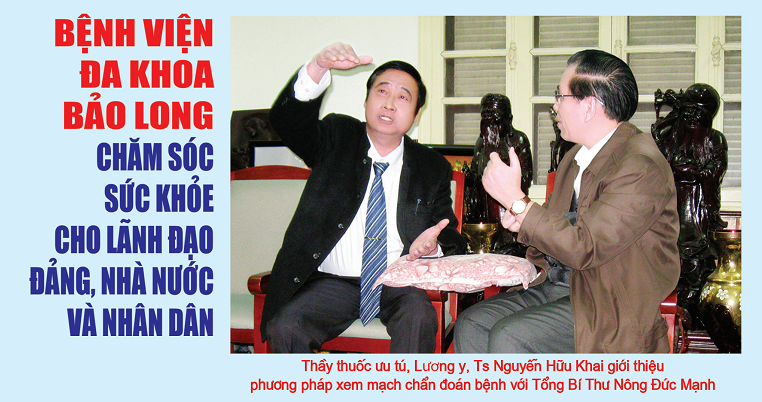 BỆNH VIỆN
ĐA KHOA
BẢO LONG
CHĂM SÓC
SỨC KHỎE
CHO LÃNH ĐẠO
ĐẢNG, NHÀ NƯỚC
VÀ NHÂN DÂN
Thầy thuốc ưu tú, Lương y, Ts Nguyễn Hữu Khai giới thiệu
phương pháp xem mạch chẩn đoán bệnh với Tổng Bí Thư Nông Đức Mạnh